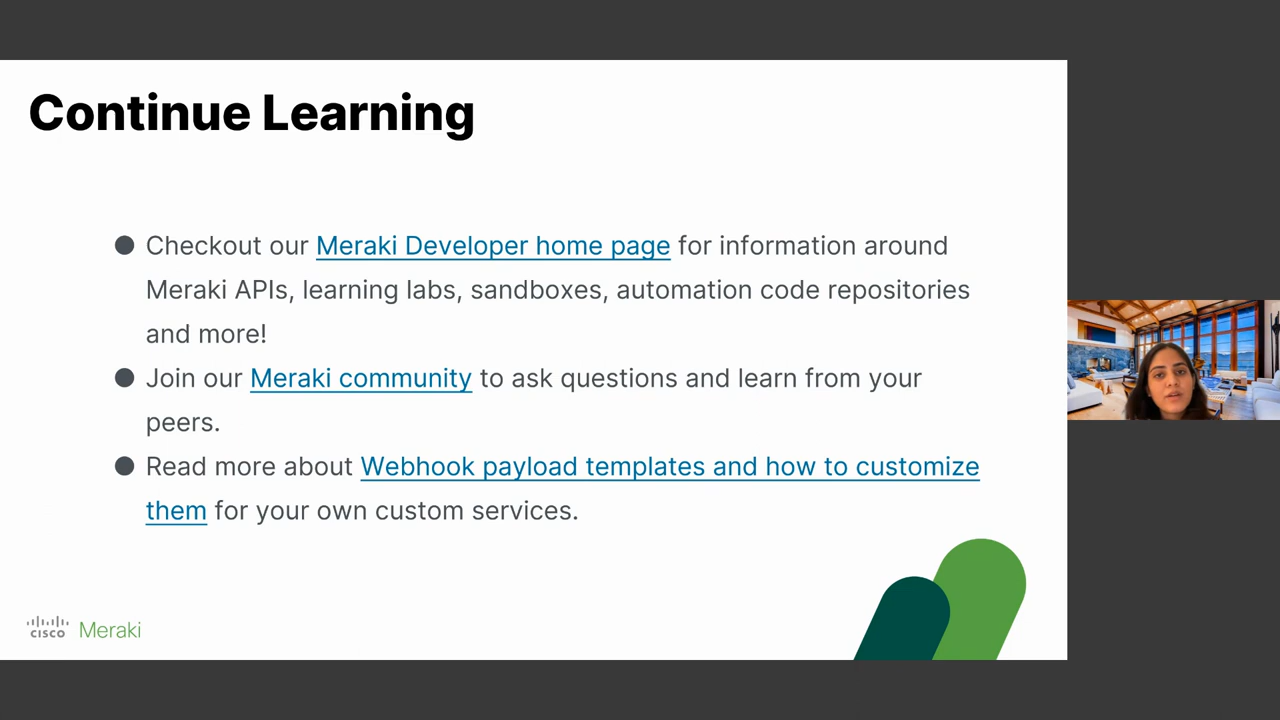 Continue Learning
Checkout our Meraki Developer home page for information around
Meraki APIs, learning labs, sandboxes, automation code repositories
and more!
Join our Meraki community to ask questions and learn from your
peers.
Read more about Webhook payload templates and how to customize
them for your own custom services.
CISCO Meraki